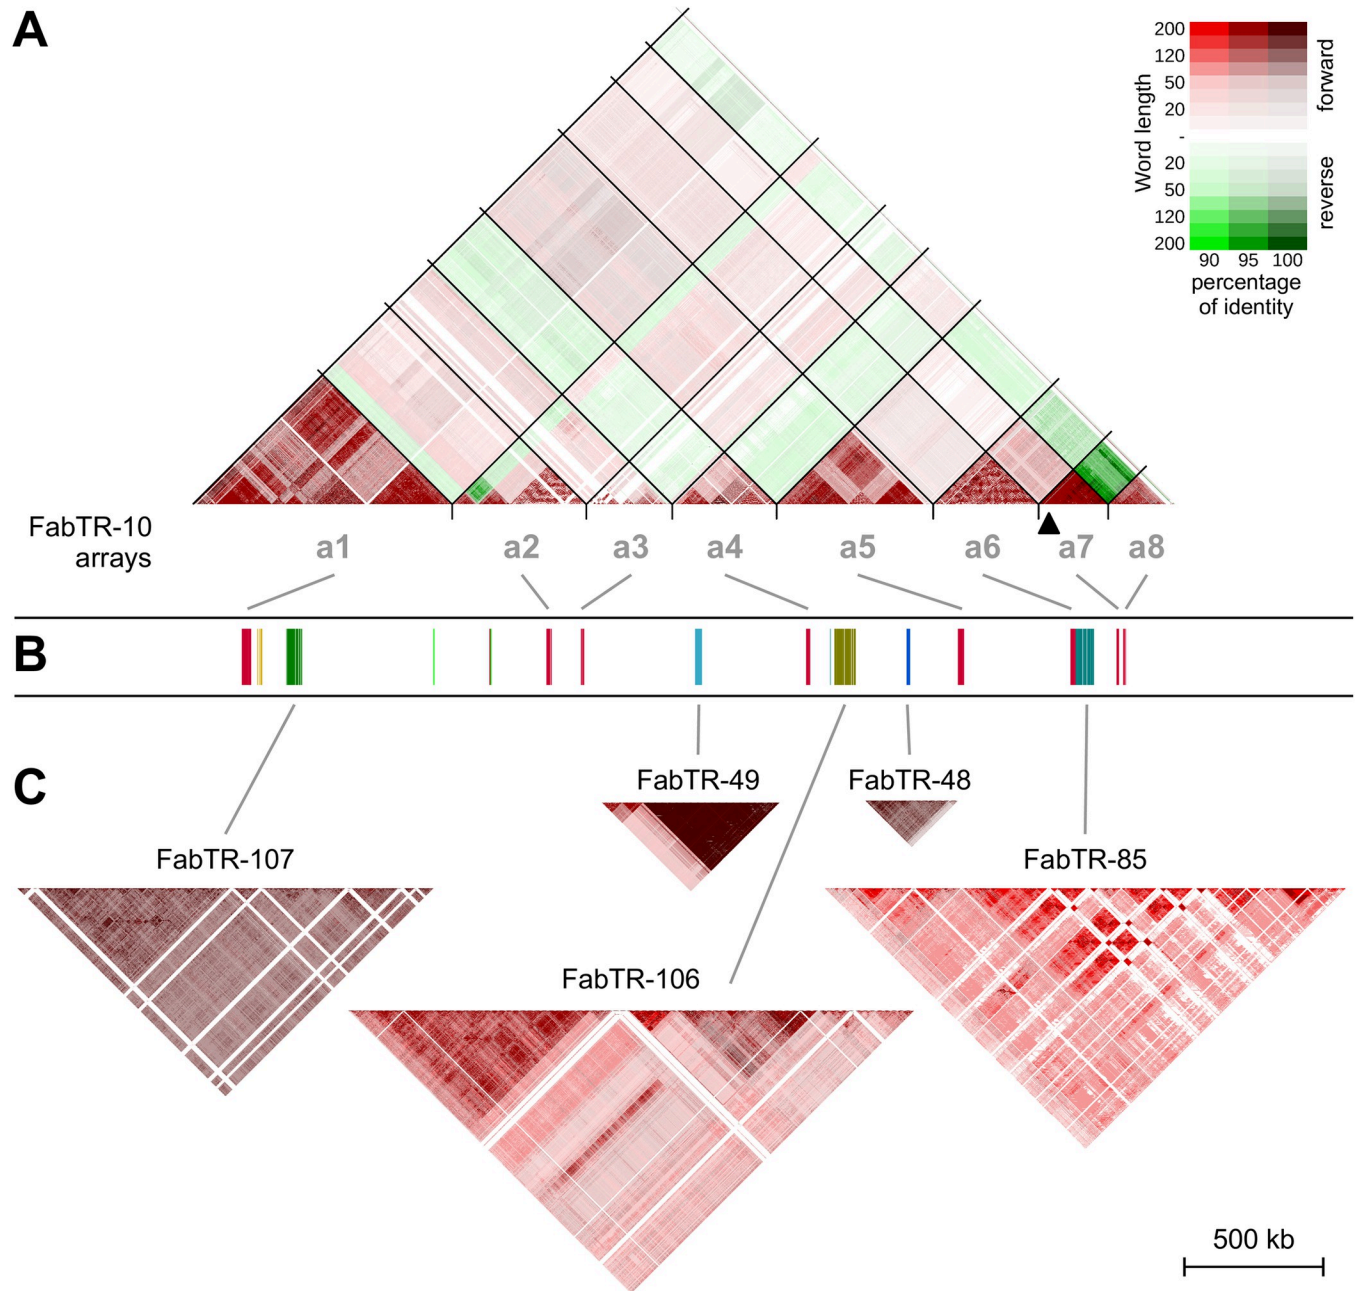 A
200
120
50
20
-
20
50
120
200
Word length
forward
reverse
90 95 100
percentage
of identity
FabTR-10
arrays
a1 a2 a3 a4 a5 a6 a7 a8
B
C
FabTR-49
FabTR-48
FabTR-107
FabTR-85
FabTR-106
500 kb